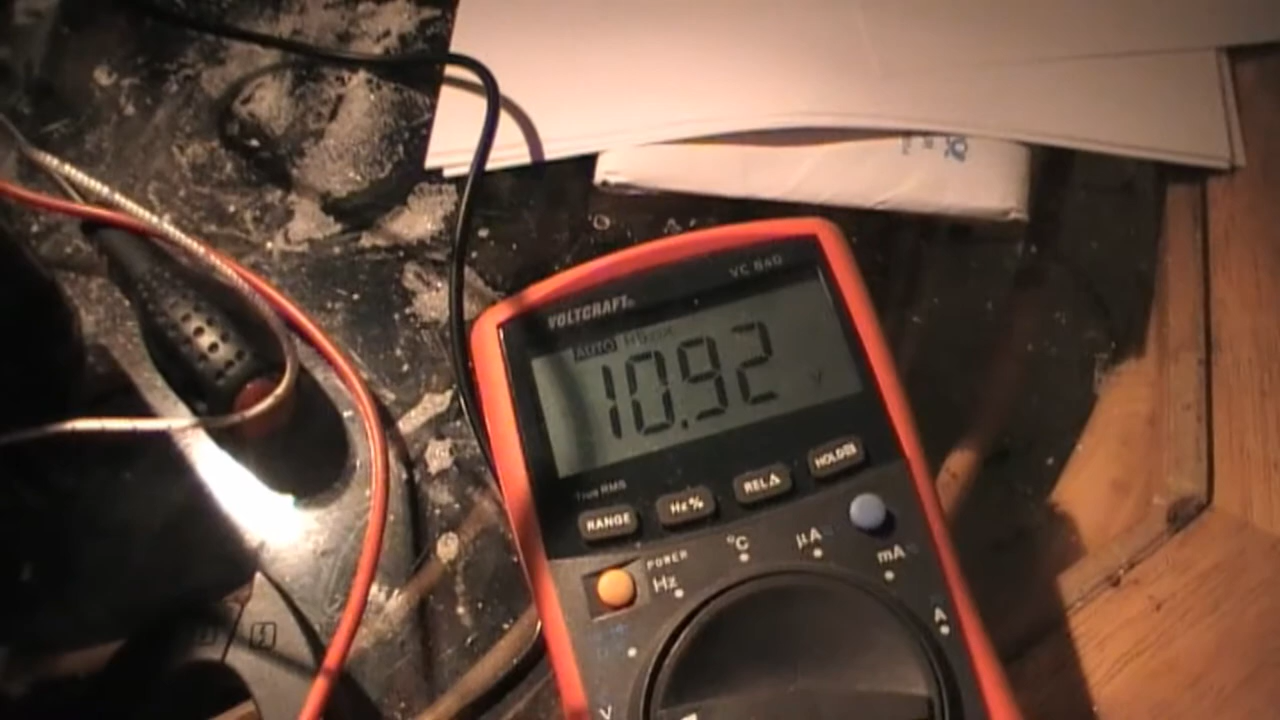 VC 840
VOLTCRAFT®
AUTO
10.92 V
True RMS
RANGE
Hz%
REL△
HOLD
POWER
Hz
°C
µA
mA
A
V